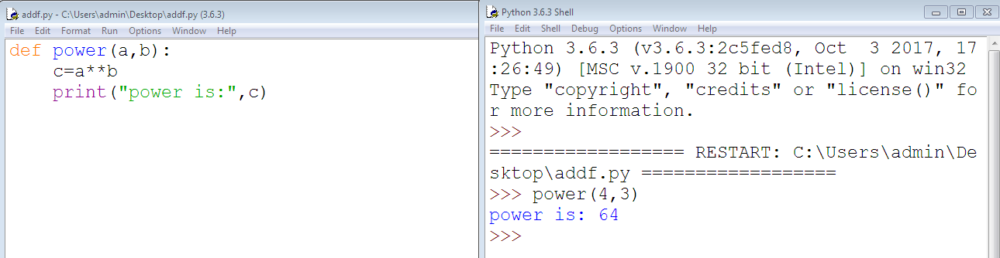 addf.py - C:\Users\admin\Desktop\addf.py (3.6.3)
File Edit Format Run Options Window Help
def power(a,b):
    c=a**b
    print("power is:",c)
Python 3.6.3 Shell
File Edit Shell Debug Options Window Help
Python 3.6.3 (v3.6.3:2c5fed8, Oct  3 2017, 17
:26:49) [MSC v.1900 32 bit (Intel)] on win32
Type "copyright", "credits" or "license()" fo
r more information.
>>>
================== RESTART: C:\Users\admin\De
sktop\addf.py ==================
>>> power(4,3)
power is: 64
>>>